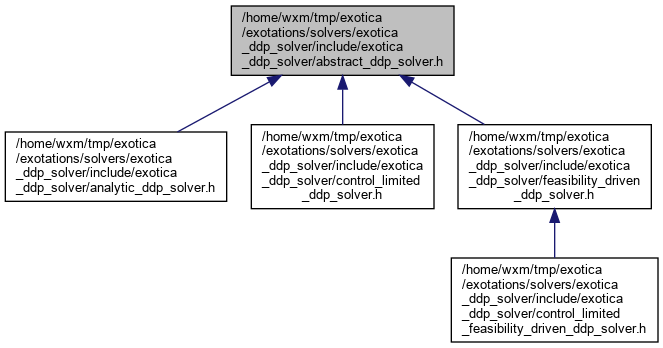 /home/wxm/tmp/exotica
/exotations/solvers/exotica
_ddp_solver/include/exotica
_ddp_solver/abstract_ddp_solver.h
/home/wxm/tmp/exotica
/exotations/solvers/exotica
_ddp_solver/include/exotica
_ddp_solver/analytic_ddp_solver.h
/home/wxm/tmp/exotica
/exotations/solvers/exotica
_ddp_solver/include/exotica
_ddp_solver/control_limited
_ddp_solver.h
/home/wxm/tmp/exotica
/exotations/solvers/exotica
_ddp_solver/include/exotica
_ddp_solver/feasibility_driven
_ddp_solver.h
/home/wxm/tmp/exotica
/exotations/solvers/exotica
_ddp_solver/include/exotica
_ddp_solver/control_limited
_feasibility_driven_ddp_solver.h